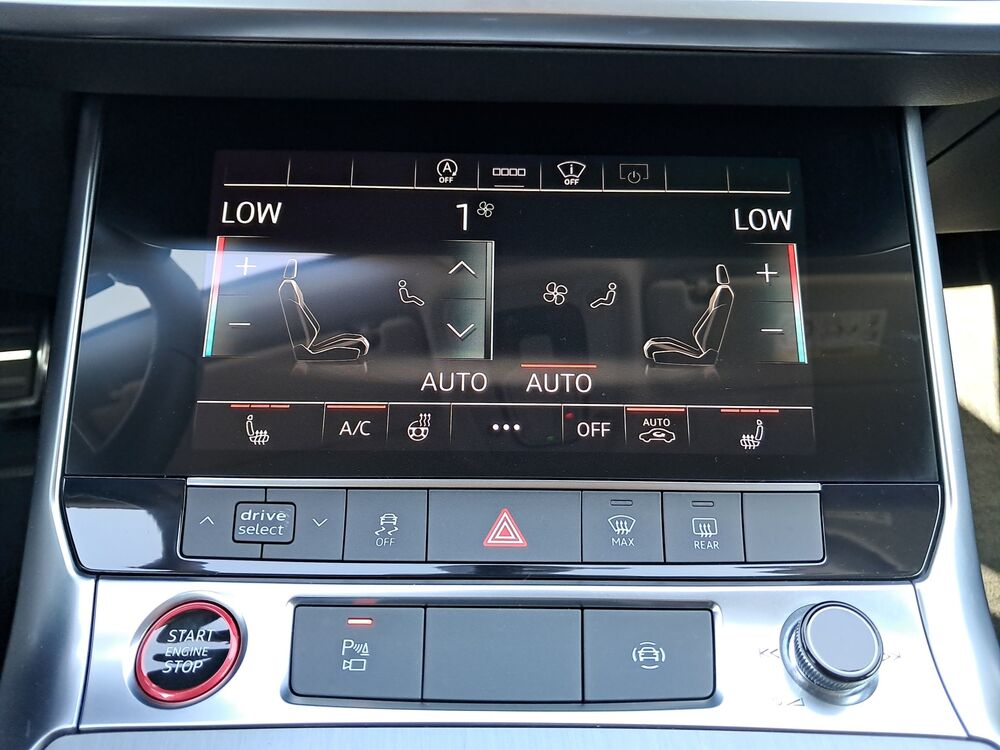 A
OFF
i
OFF
LOW
1
LOW
+
+
−
−
AUTO
AUTO
A/C
•••
OFF
AUTO
drive
select
OFF
MAX
REAR
START
ENGINE
STOP
P